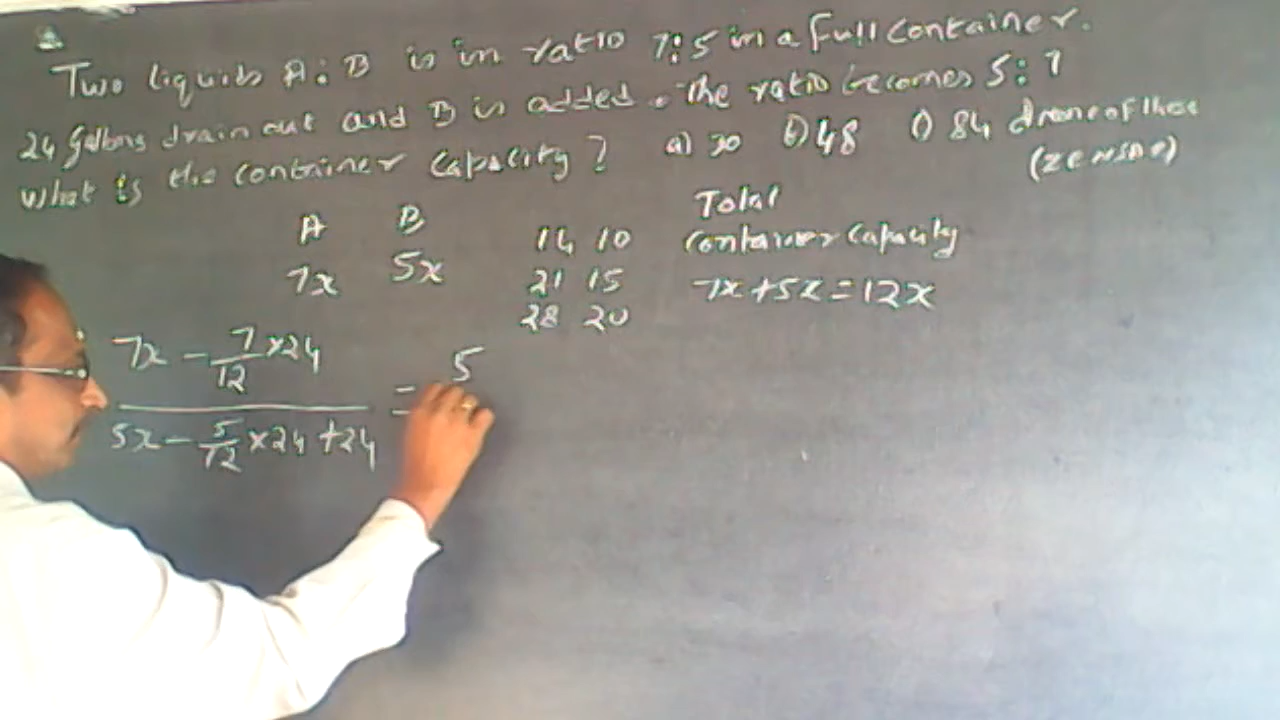 Two liquids A : B is in ratio 7:5 in a full container.
24 gallons drain out and B is added. The ratio becomes 5:7
What is the container capacity? a) 30 b) 48 c) 84 d) none of these
(ZENSAR)
A B
7x 5x
14 10
21 15
28 20
Total
container capacity
7x+5x=12x
7x - 7/12 x 24
5x - 5/12 x 24 + 24
= 5